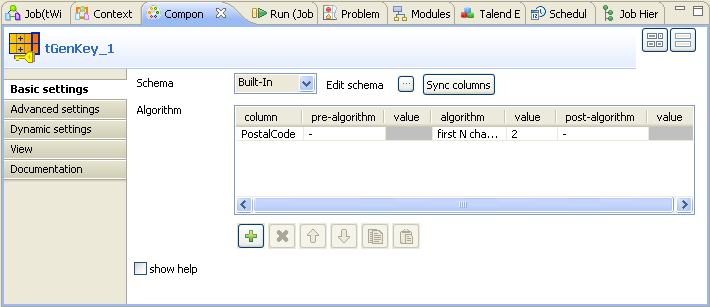 Job(tWi Context Compon Run (Job Problem Modules Talend E Schedul Job Hier
tGenKey_1
Basic settings
Advanced settings
Dynamic settings
View
Documentation
Schema Built-In Edit schema ... Sync columns
Algorithm
column pre-algorithm value algorithm value post-algorithm value
PostalCode - first N cha... 2 -
show help